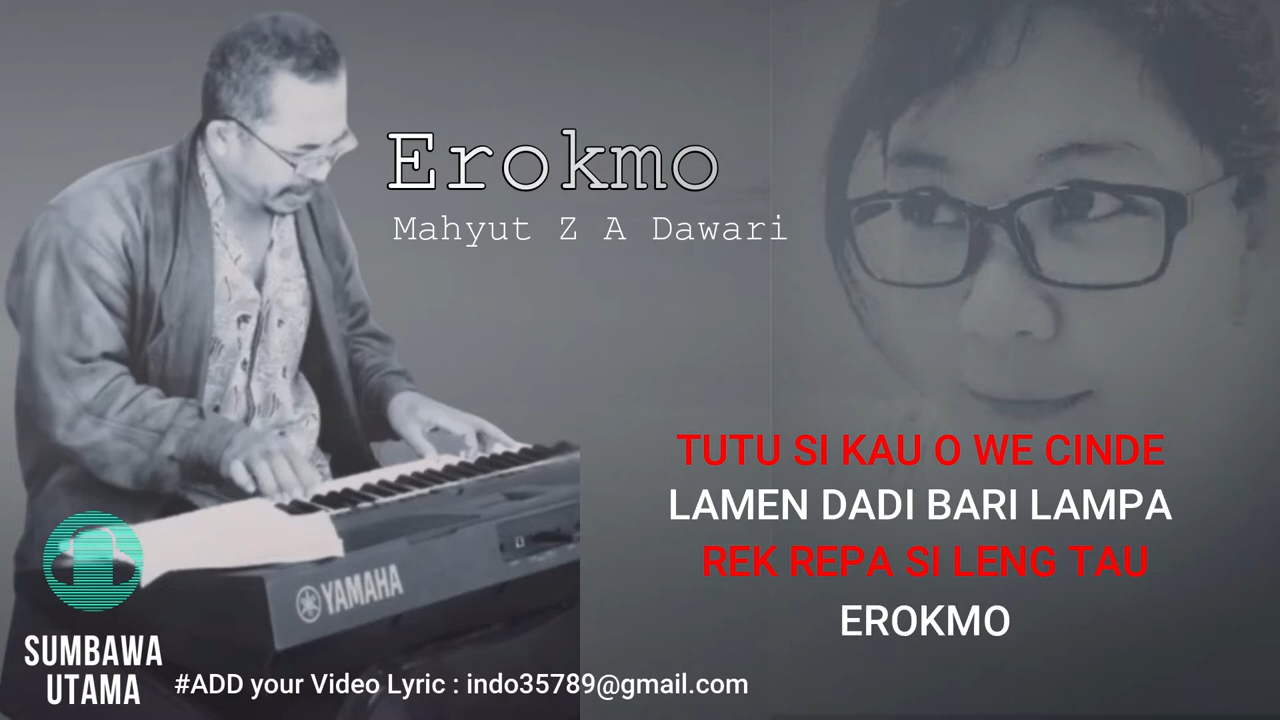 Erokmo
Mahyut Z A Dawari
TUTU SI KAU O WE CINDE
LAMEN DADI BARI LAMPA
REK REPA SI LENG TAU
EROKMO
YAMAHA
SUMBAWA
UTAMA
#ADD your Video Lyric : indo35789@gmail.com